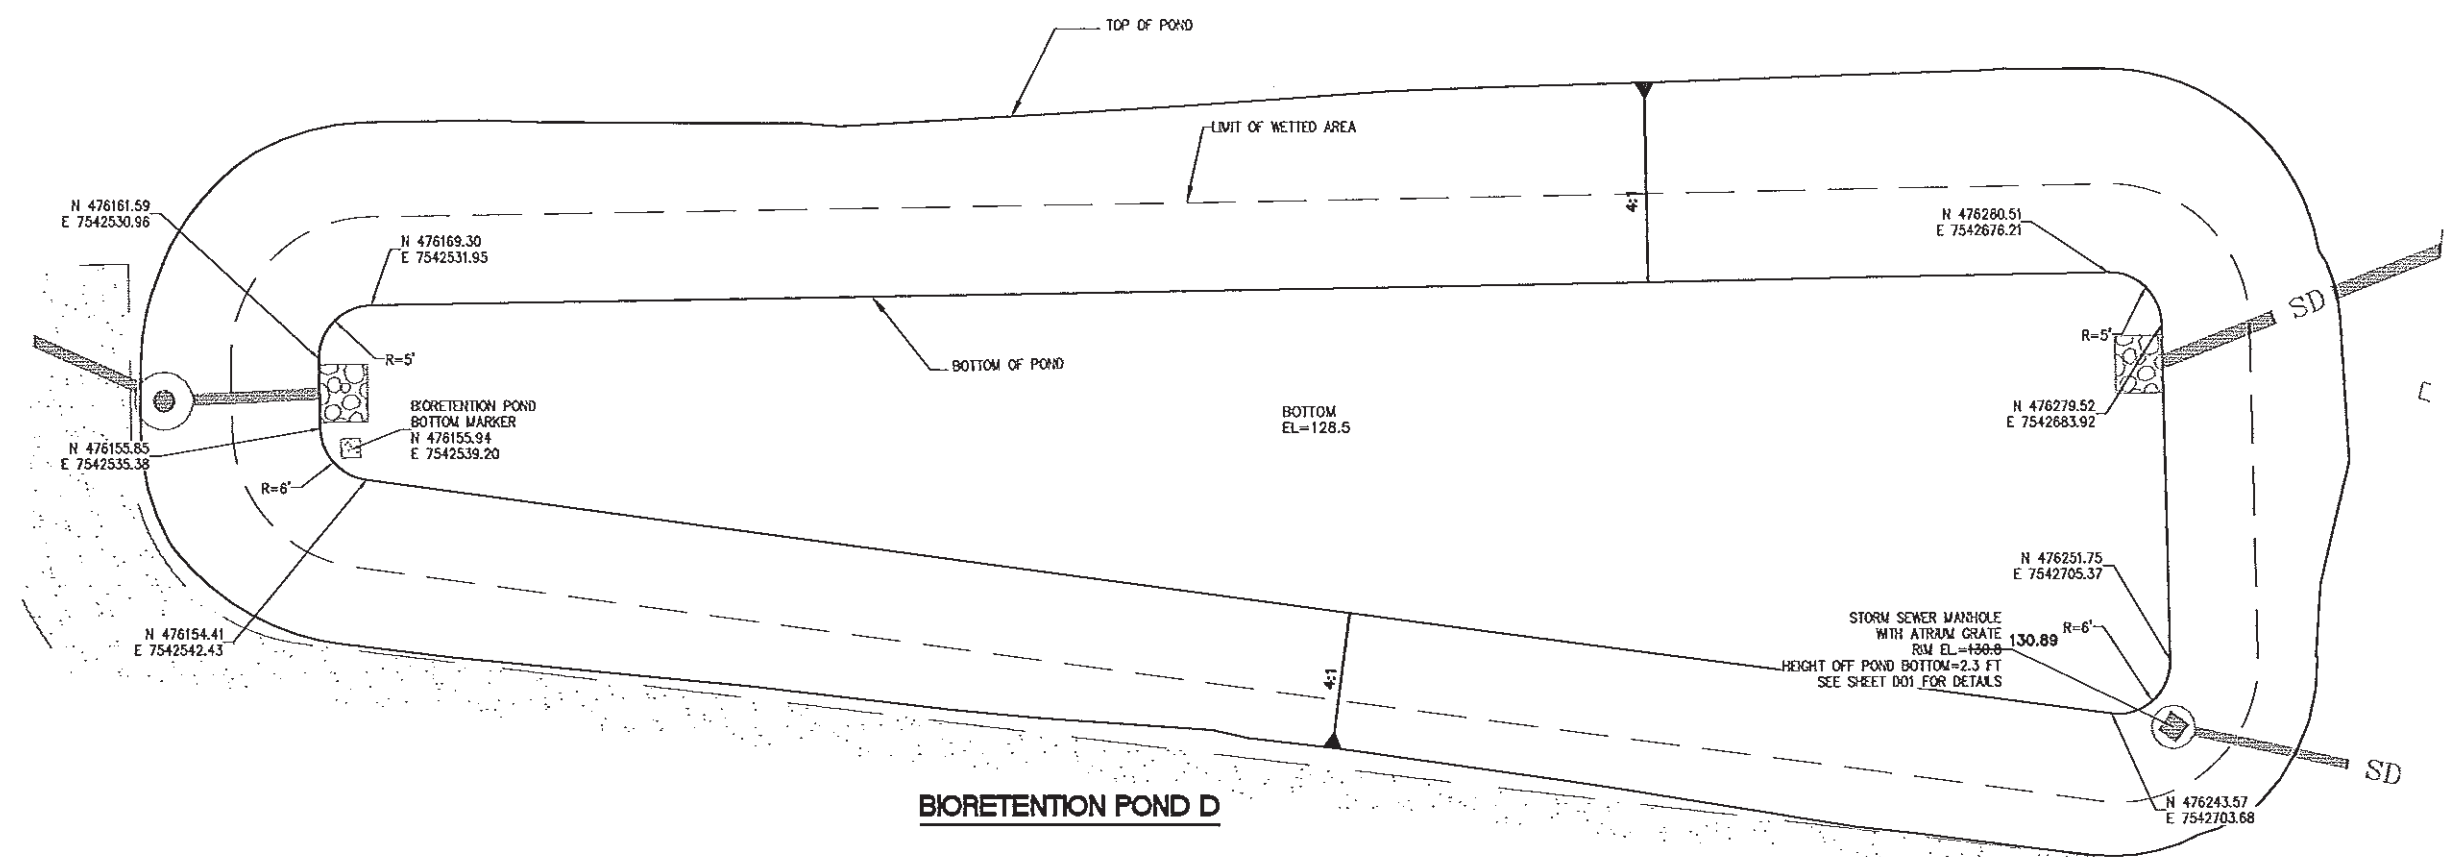 TOP OF POND
LIMIT OF WETTED AREA
N 476161.59
E 7542530.96
N 476169.30
E 7542531.95
4:1
N 476280.51
E 7542676.21
SD
R=5'
R=5'
BOTTOM OF POND
BIORETENTION POND
BOTTOM MARKER
N 476155.94
E 7542539.20
BOTTOM
EL=128.5
N 476279.52
E 7542683.92
N 476155.85
E 7542535.38
R=6'
N 476251.75
E 7542705.37
N 476154.41
E 7542542.43
STORM SEWER MANHOLE
WITH ATRIUM GRATE
RIM EL=130.8 130.89
HEIGHT OFF POND BOTTOM=2.3 FT
SEE SHEET D01 FOR DETAILS
R=6'
4:1
SD
N 476243.57
E 7542703.68
BIORETENTION POND D